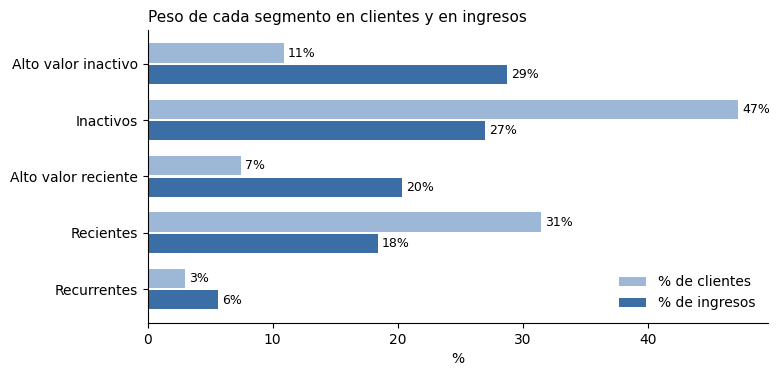 Peso de cada segmento en clientes y en ingresos
Alto valor inactivo
11%
29%
Inactivos
47%
27%
Alto valor reciente
7%
20%
Recientes
31%
18%
Recurrentes
3%
6%
% de clientes
% de ingresos
0 10 20 30 40
%